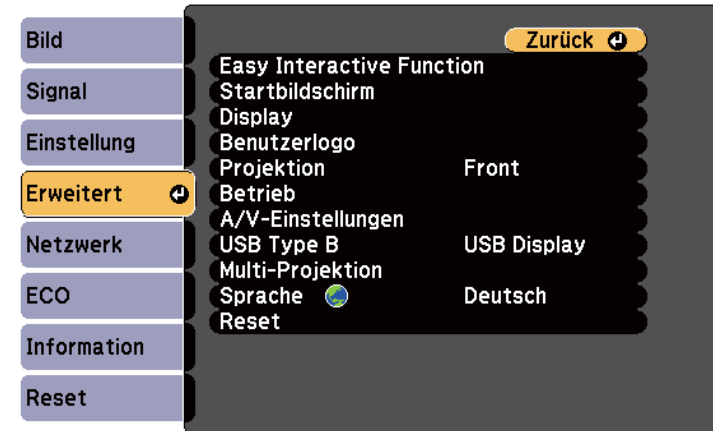 Bild
Signal
Einstellung
Erweitert
Netzwerk
ECO
Information
Reset
Zurück
Easy Interactive Function
Startbildschirm
Display
Benutzerlogo
Projektion Front
Betrieb
A/V-Einstellungen
USB Type B USB Display
Multi-Projektion
Sprache Deutsch
Reset